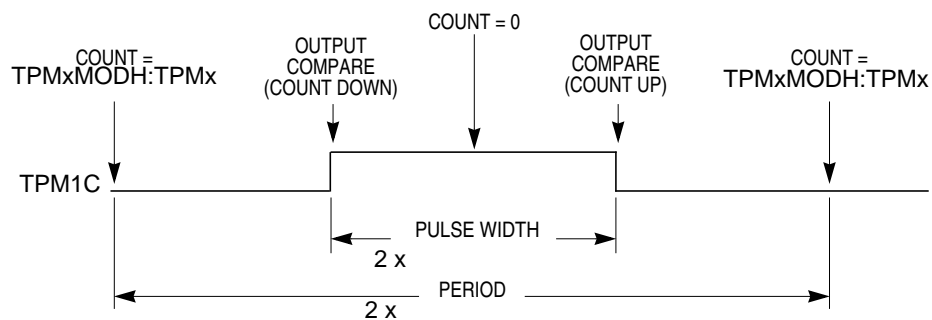 COUNT = 0
COUNT =
TPMxMODH:TPMx
OUTPUT
COMPARE
(COUNT DOWN)
OUTPUT
COMPARE
(COUNT UP)
COUNT =
TPMxMODH:TPMx
TPM1C
PULSE WIDTH
2 x
PERIOD
2 x